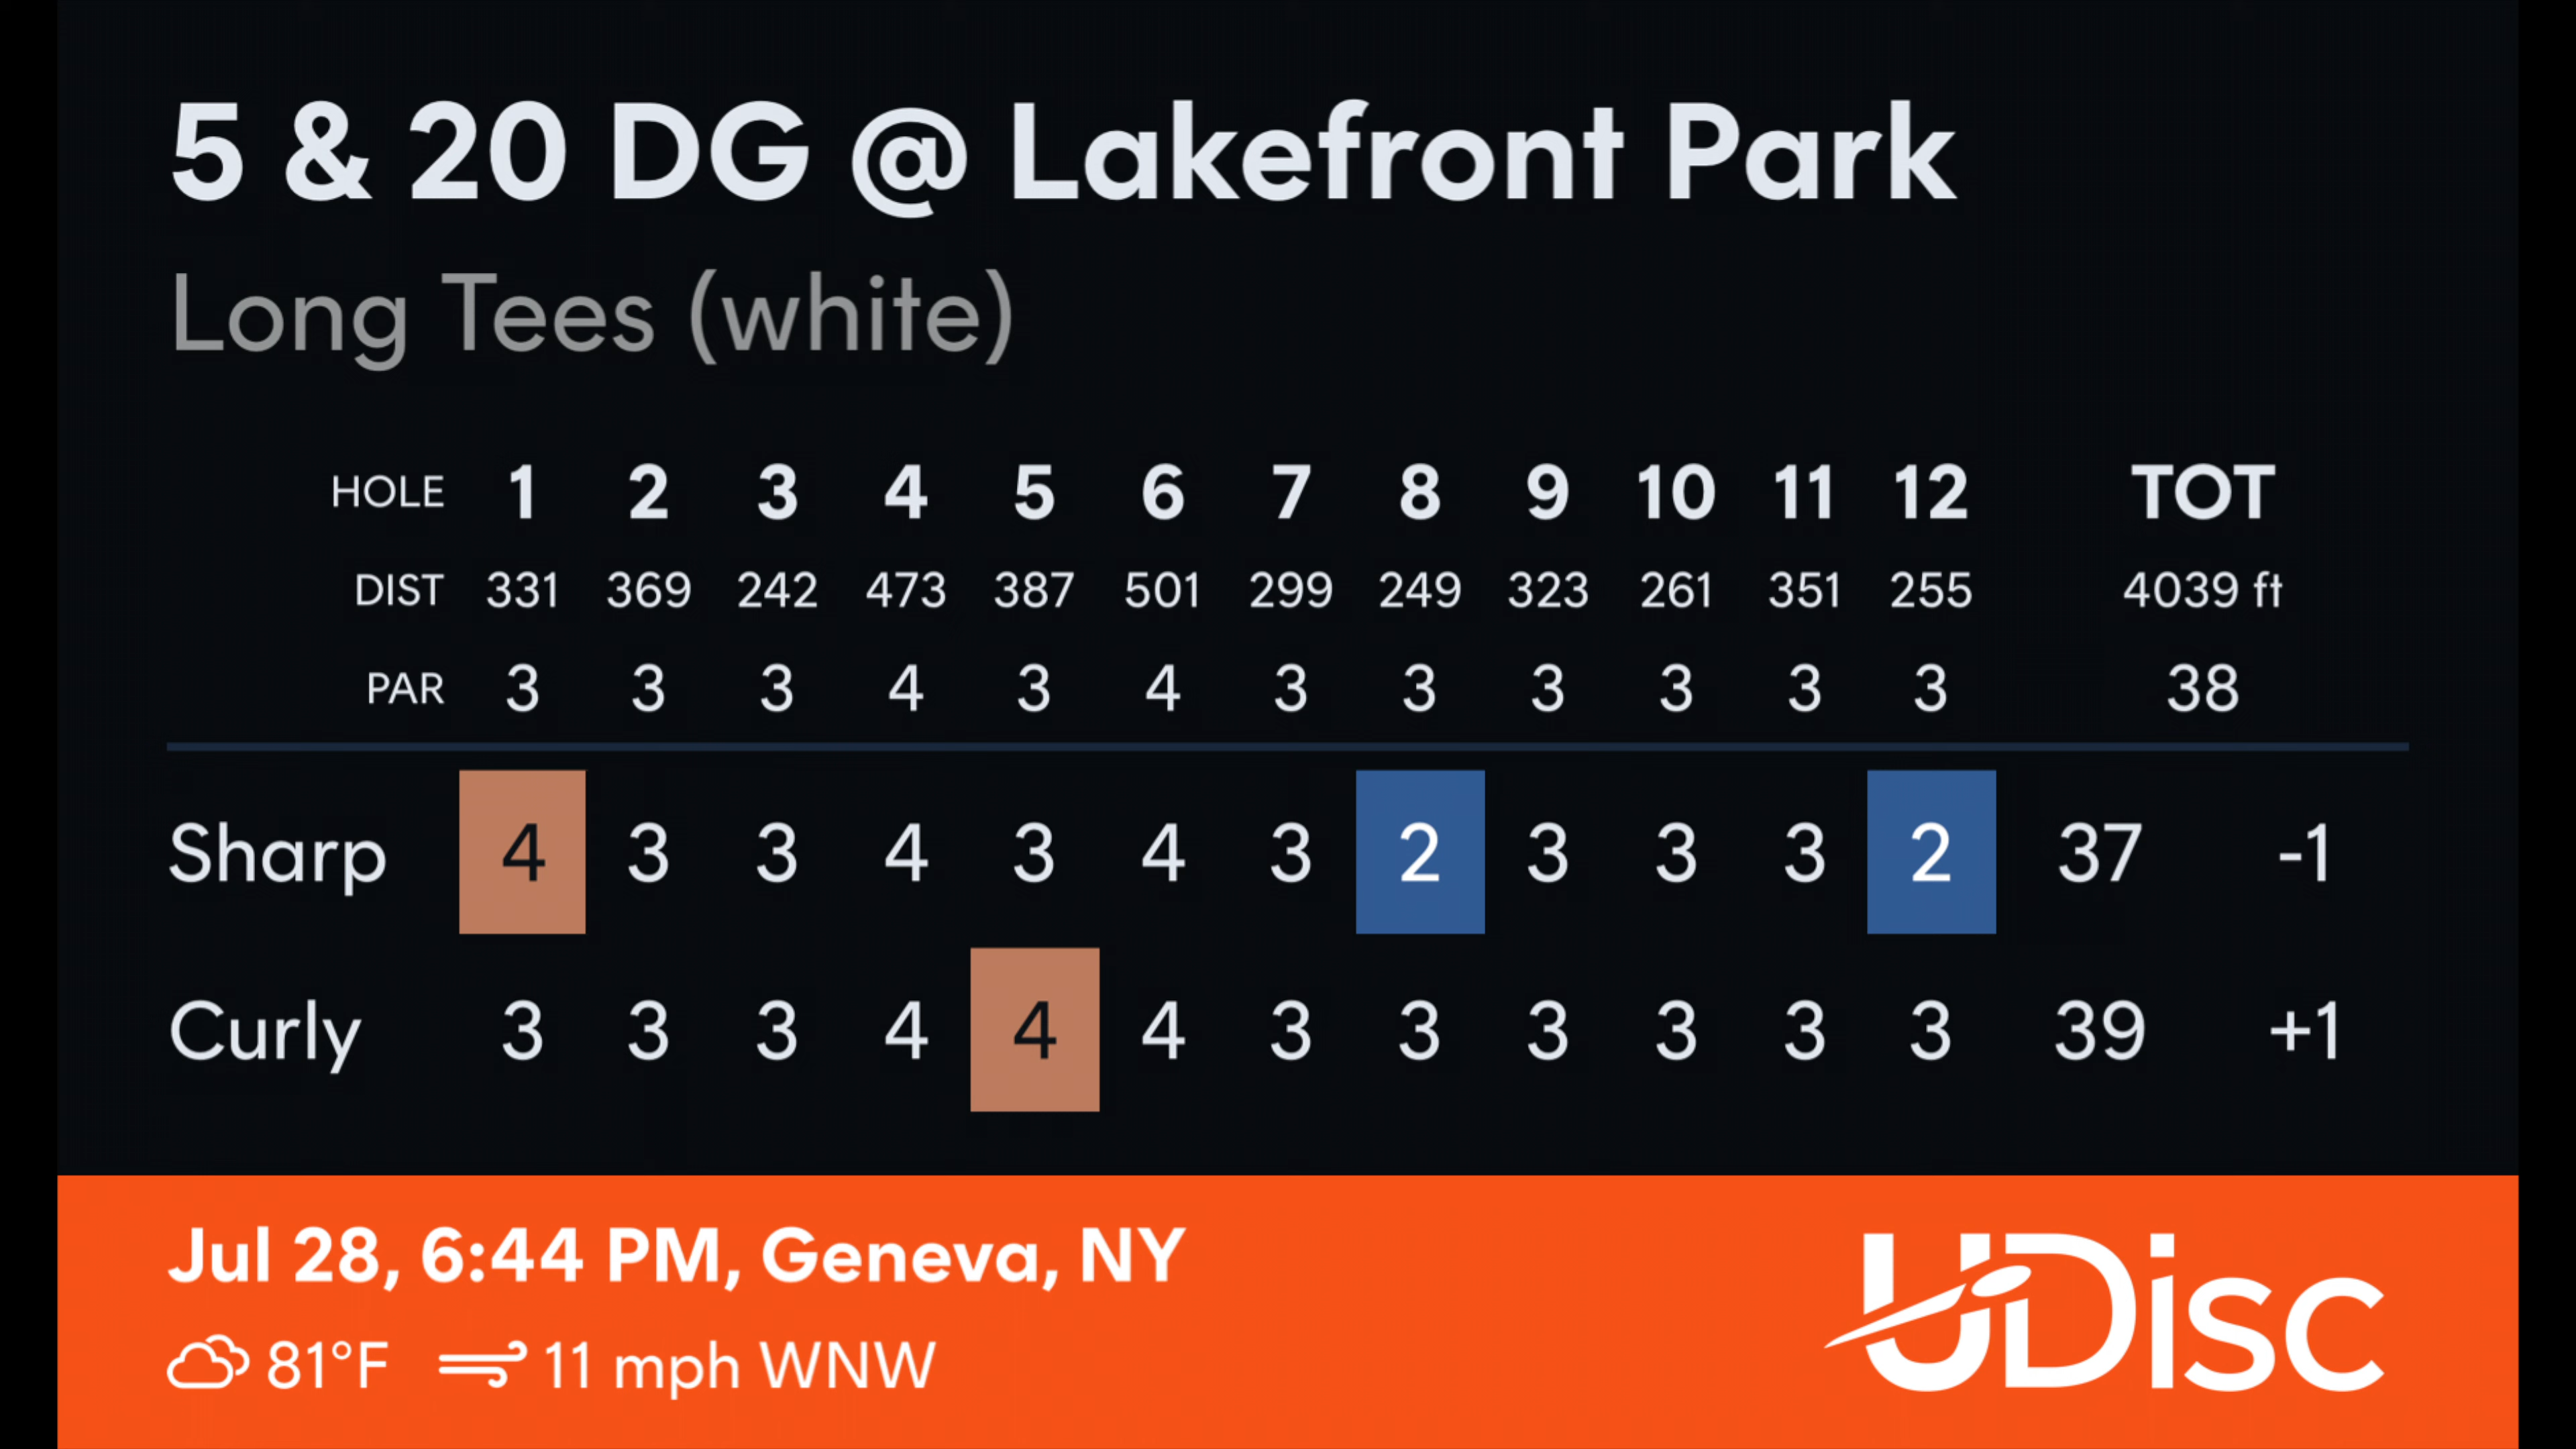 5 & 20 DG @ Lakefront Park
Long Tees (white)
HOLE 1 2 3 4 5 6 7 8 9 10 11 12 TOT
DIST 331 369 242 473 387 501 299 249 323 261 351 255 4039 ft
PAR 3 3 3 4 3 4 3 3 3 3 3 3 38
Sharp 4 3 3 4 3 4 3 2 3 3 3 2 37 -1
Curly 3 3 3 4 4 4 3 3 3 3 3 3 39 +1
Jul 28, 6:44 PM, Geneva, NY
81°F 11 mph WNW
UDisc